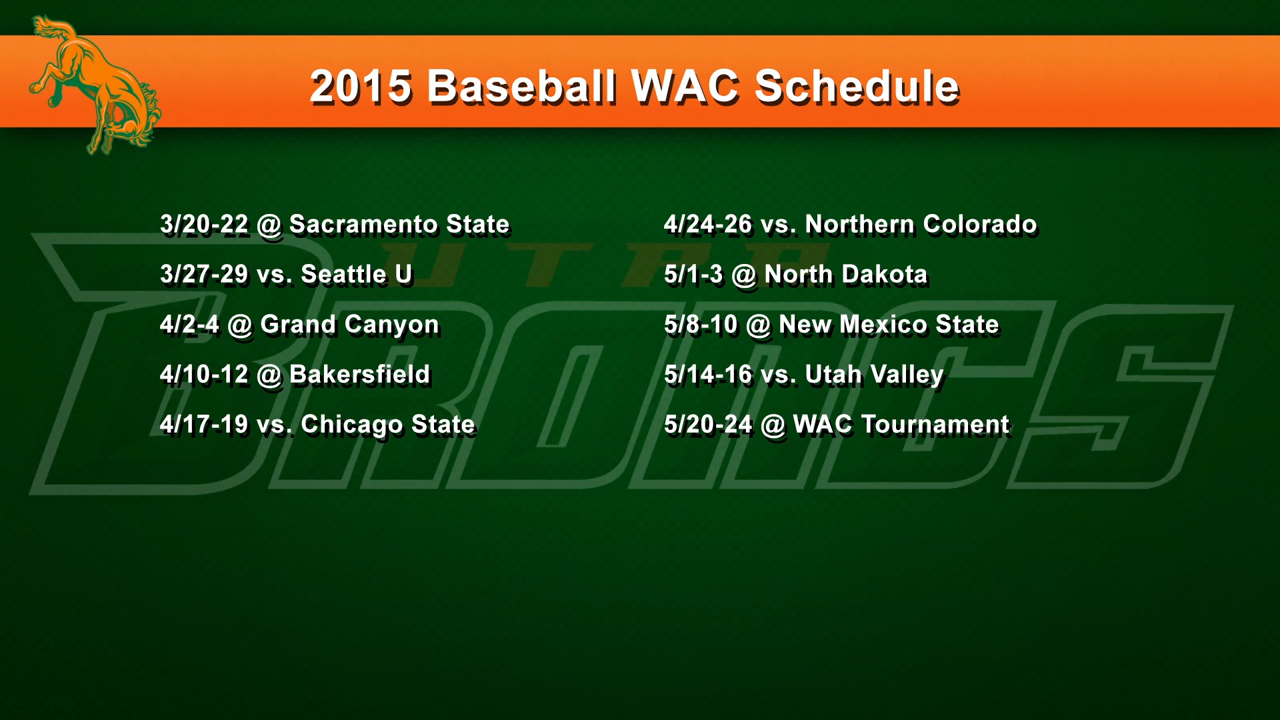 2015 Baseball WAC Schedule
3/20-22 @ Sacramento State
3/27-29 vs. Seattle U
4/2-4 @ Grand Canyon
4/10-12 @ Bakersfield
4/17-19 vs. Chicago State
4/24-26 vs. Northern Colorado
5/1-3 @ North Dakota
5/8-10 @ New Mexico State
5/14-16 vs. Utah Valley
5/20-24 @ WAC Tournament
UTAH
BRONCS